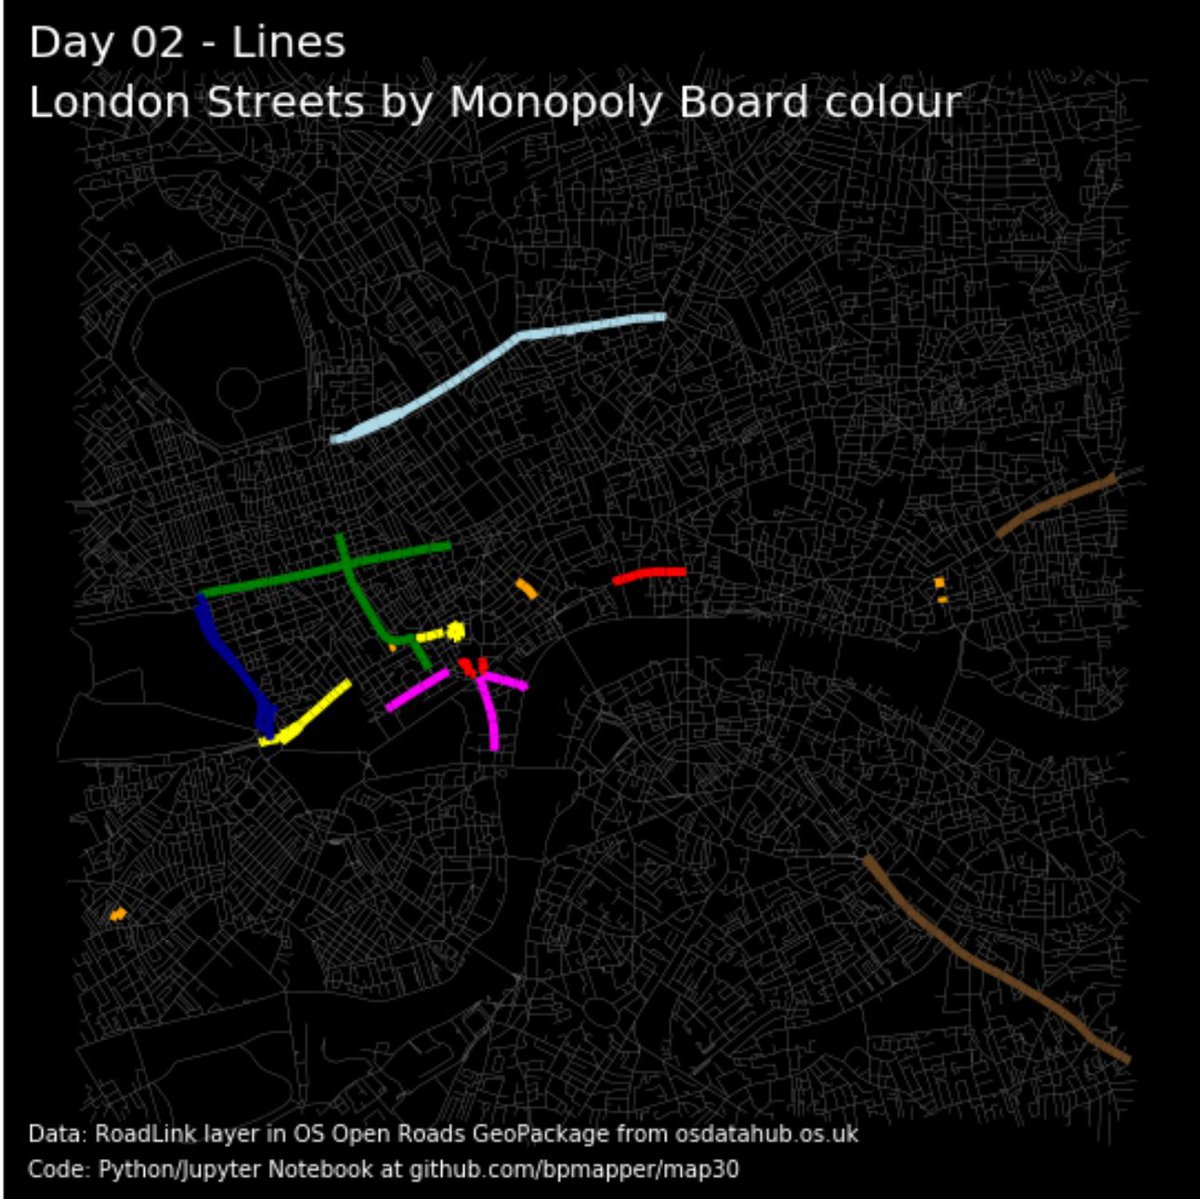 Day 02 - Lines
London Streets by Monopoly Board colour
Data: RoadLink layer in OS Open Roads GeoPackage from osdatahub.os.uk
Code: Python/Jupyter Notebook at github.com/bpmapper/map30